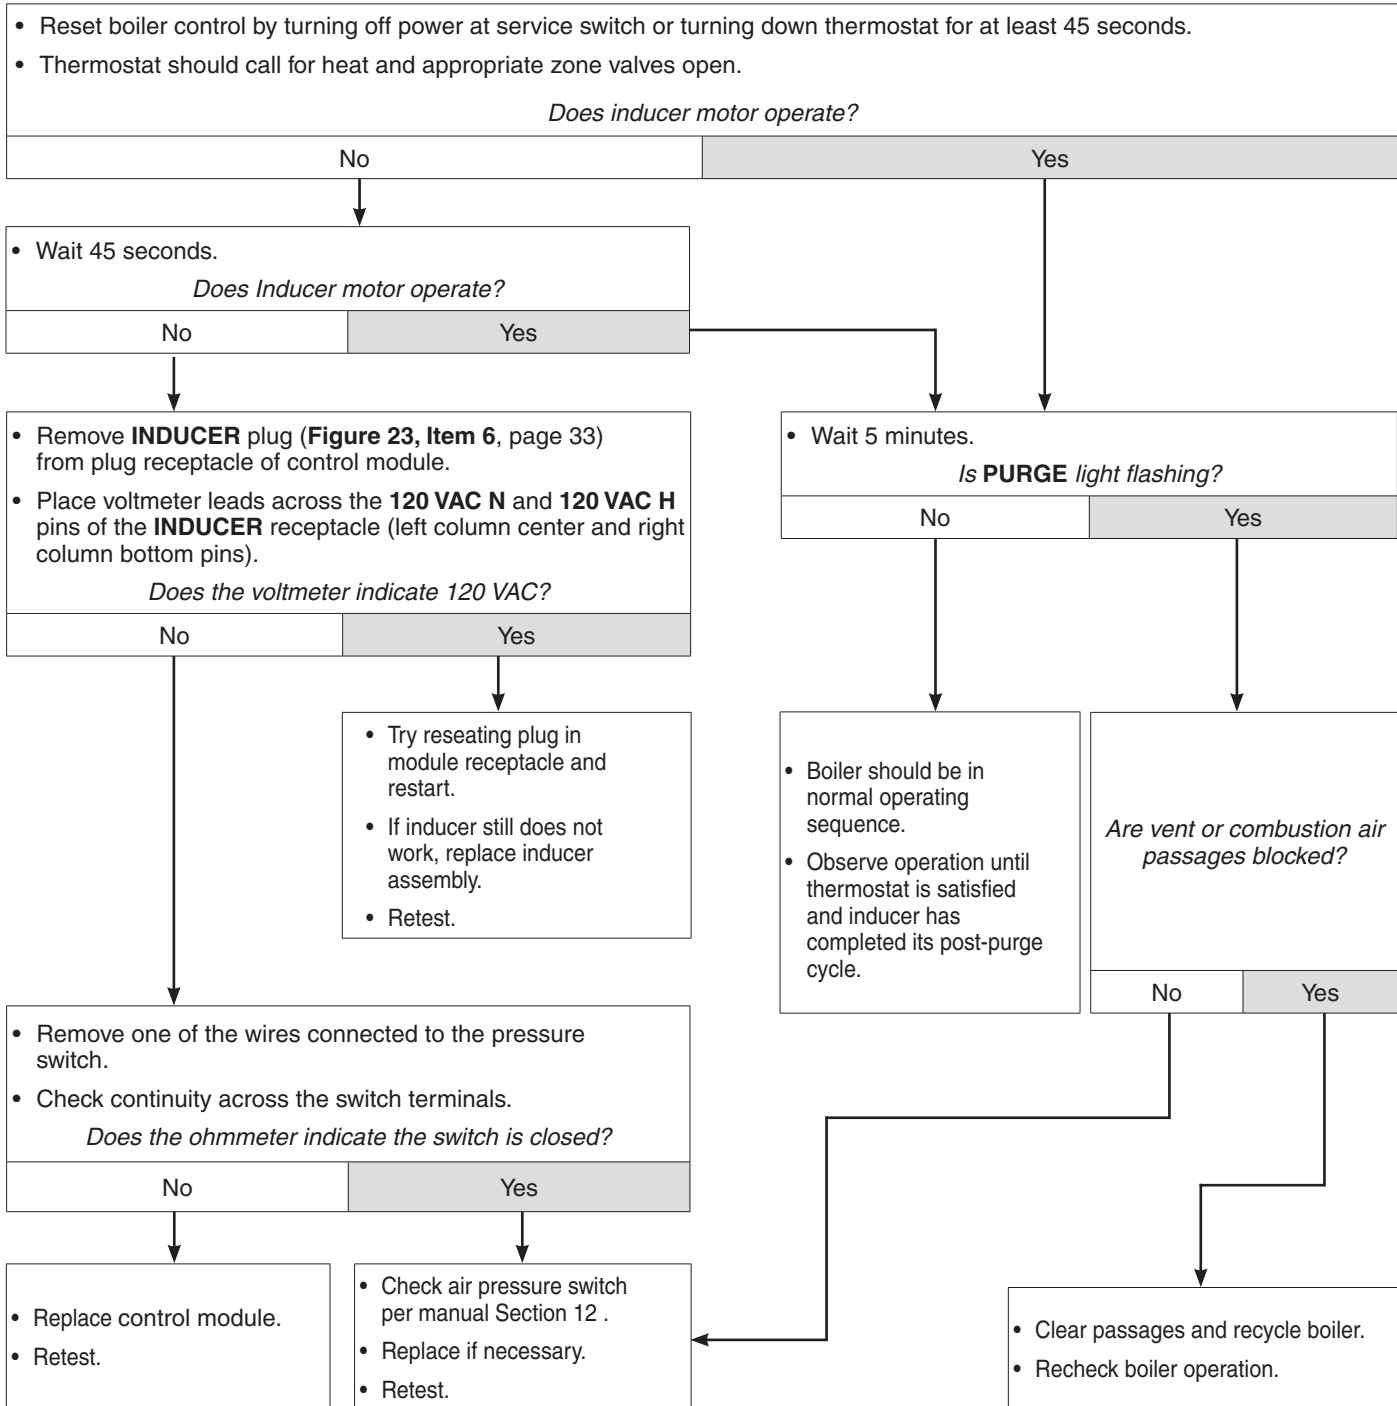 • Reset boiler control by turning off power at service switch or turning down thermostat for at least 45 seconds.
• Thermostat should call for heat and appropriate zone valves open.
Does inducer motor operate?
No
Yes
• Wait 45 seconds.
Does Inducer motor operate?
No
Yes
• Remove INDUCER plug (Figure 23, Item 6, page 33)
from plug receptacle of control module.
• Place voltmeter leads across the 120 VAC N and 120 VAC H
pins of the INDUCER receptacle (left column center and right
column bottom pins).
Does the voltmeter indicate 120 VAC?
No
Yes
• Wait 5 minutes.
Is PURGE light flashing?
No
Yes
• Try reseating plug in
module receptacle and
restart.
• If inducer still does not
work, replace inducer
assembly.
• Retest.
• Boiler should be in
normal operating
sequence.
• Observe operation until
thermostat is satisfied
and inducer has
completed its post-purge
cycle.
Are vent or combustion air
passages blocked?
No
Yes
• Remove one of the wires connected to the pressure
switch.
• Check continuity across the switch terminals.
Does the ohmmeter indicate the switch is closed?
No
Yes
• Replace control module.
• Retest.
• Check air pressure switch
per manual Section 12 .
• Replace if necessary.
• Retest.
• Clear passages and recycle boiler.
• Recheck boiler operation.